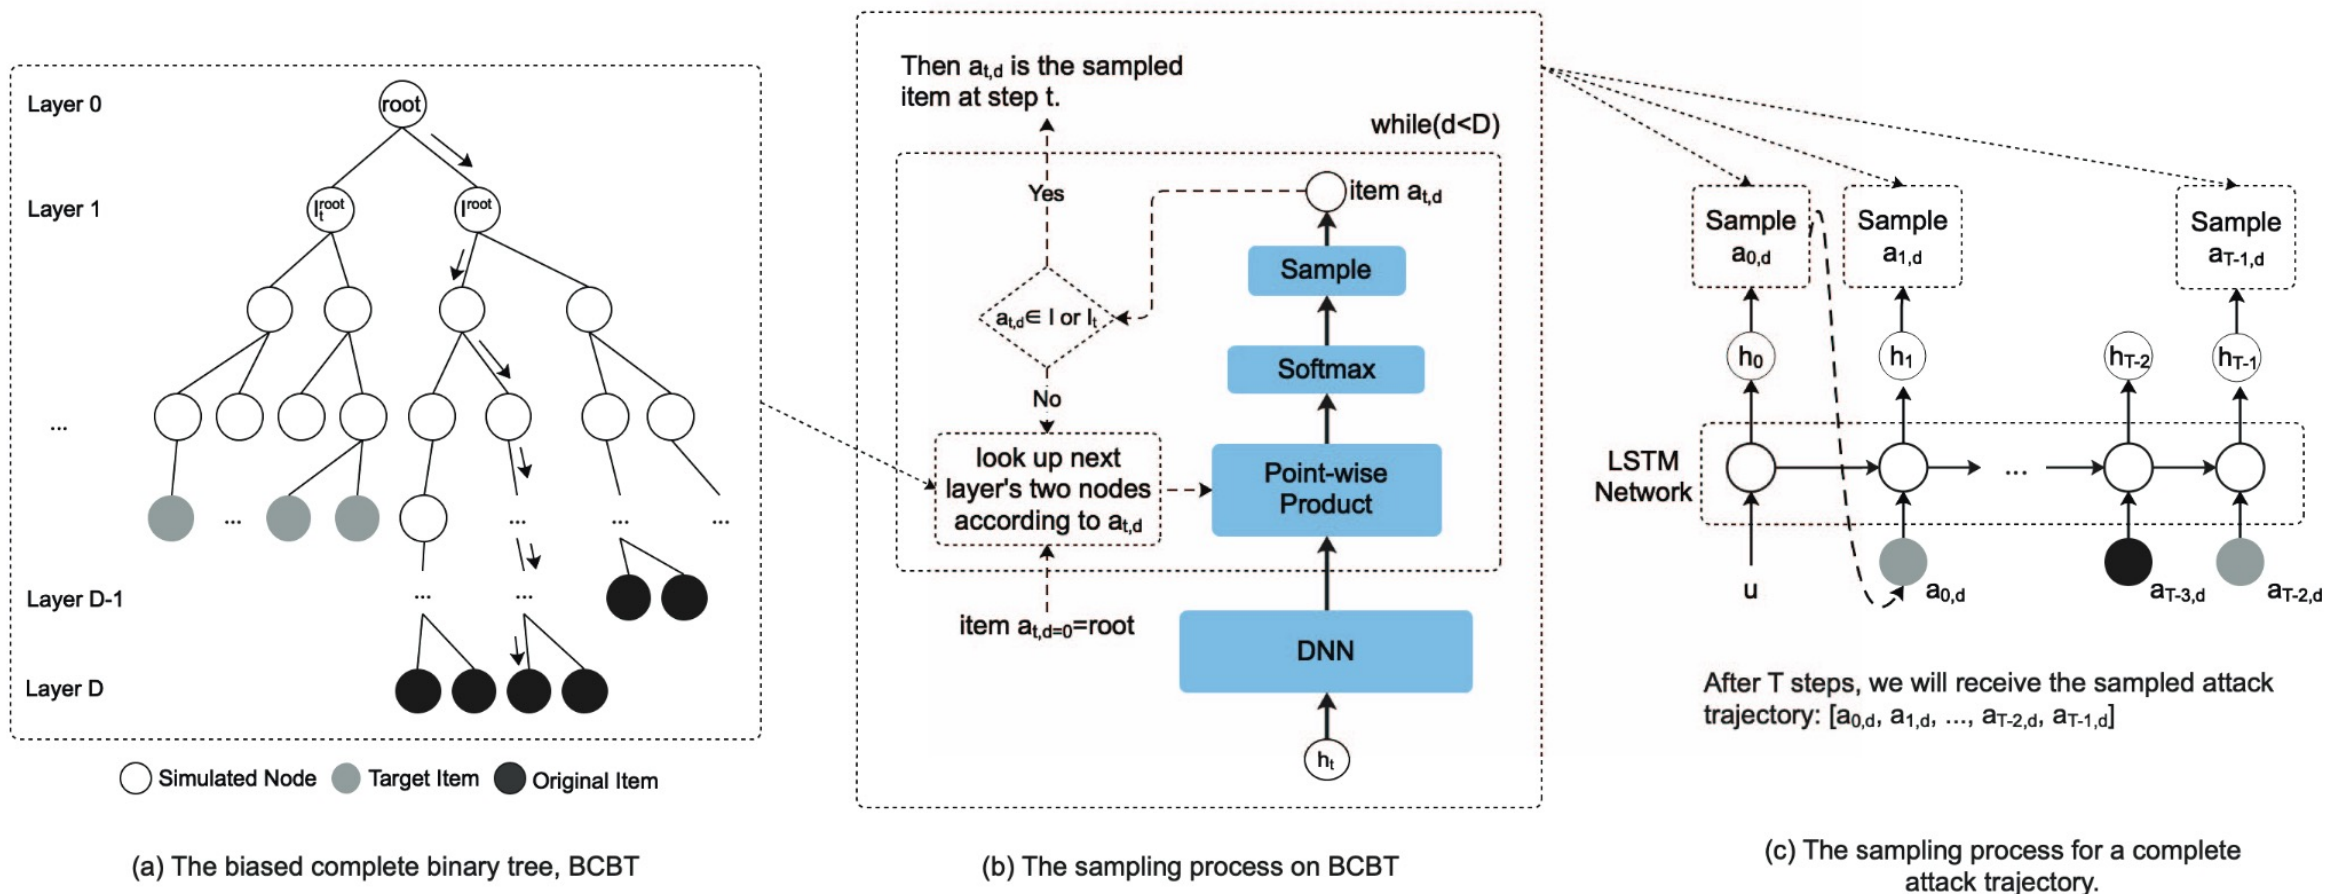 Layer 0
root
Layer 1
I_t^root
I^root
...
... ... ... ...
Layer D-1
... ...
Layer D
Simulated Node
Target Item
Original Item
(a) The biased complete binary tree, BCBT
Then a_t,d is the sampled
item at step t.
while(d<D)
Yes
item a_t,d
Sample
a_t,d ∈ I or I_t
Softmax
No
look up next
layer's two nodes
according to a_t,d
Point-wise
Product
item a_t,d=0=root
DNN
h_t
(b) The sampling process on BCBT
Sample
a_0,d
Sample
a_1,d
Sample
a_T-1,d
h_0
h_1
h_T-2
h_T-1
LSTM
Network
...
u
a_0,d
a_T-3,d
a_T-2,d
After T steps, we will receive the sampled attack
trajectory: [a_0,d, a_1,d, ..., a_T-2,d, a_T-1,d]
(c) The sampling process for a complete
attack trajectory.